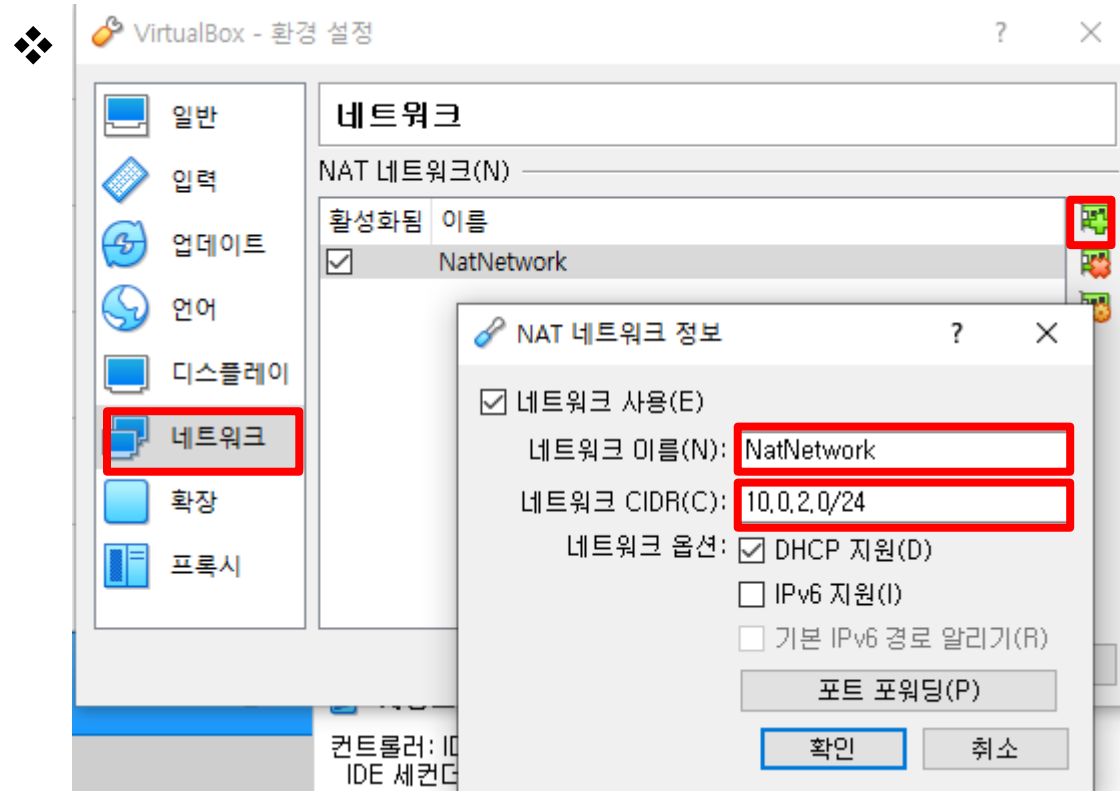 VirtualBox - 환경 설정
?
일반
입력
업데이트
언어
디스플레이
네트워크
확장
프록시
네트워크
NAT 네트워크(N)
활성화됨 이름
NatNetwork
NAT 네트워크 정보
?
네트워크 사용(E)
네트워크 이름(N): NatNetwork
네트워크 CIDR(C): 10,0,2,0/24
네트워크 옵션: DHCP 지원(D)
IPv6 지원(I)
기본 IPv6 경로 알리기(R)
포트 포워딩(P)
확인 취소
컨트롤러:
IDE 세컨더